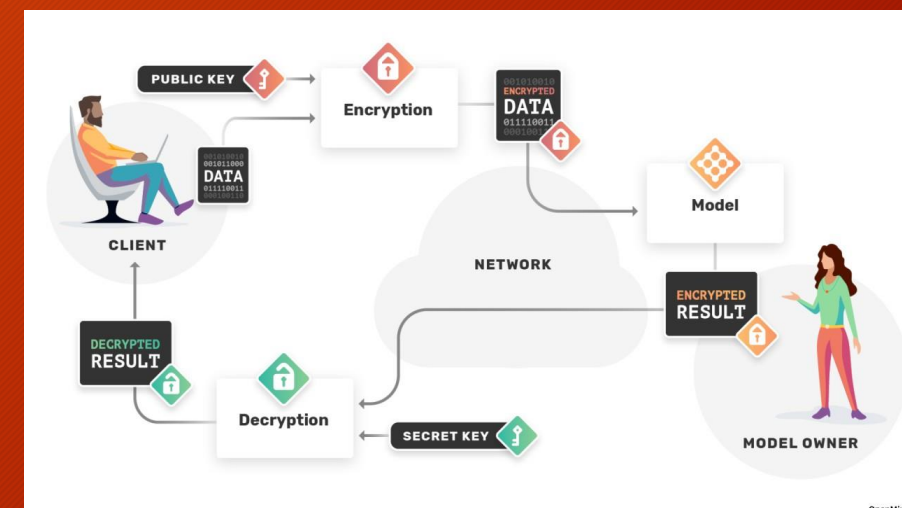 PUBLIC KEY
Encryption
001010010
ENCRYPTED
DATA
011110011
001010010
001011000
DATA
011110011
000100110
CLIENT
Model
NETWORK
ENCRYPTED
RESULT
DECRYPTED
RESULT
Decryption
SECRET KEY
MODEL OWNER